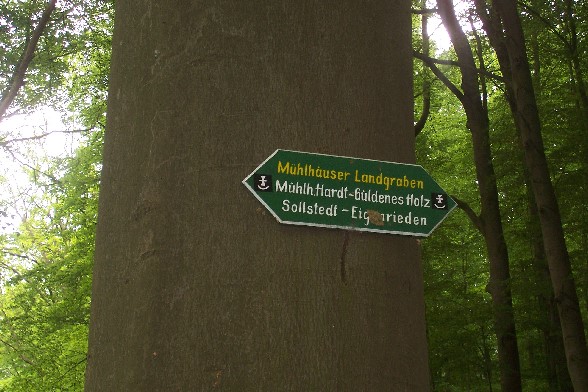 Mühlhäuser Landgraben
Mühlh.Hardt-Güldenes Holz
Sollstedt - Eigenrieden